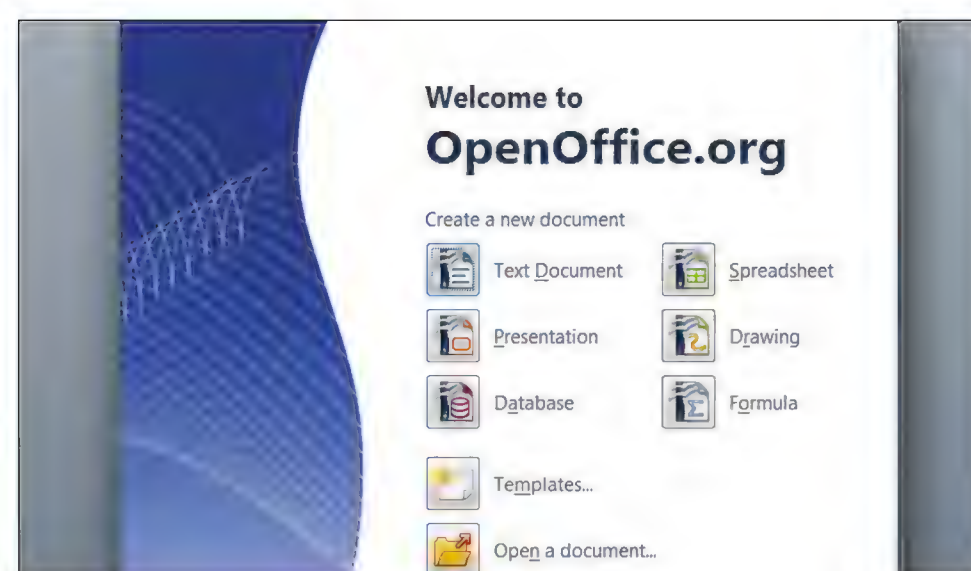 Welcome to
OpenOffice.org
Create a new document
Text Document
Spreadsheet
Presentation
Drawing
Database
Formula
Templates...
Open a document...